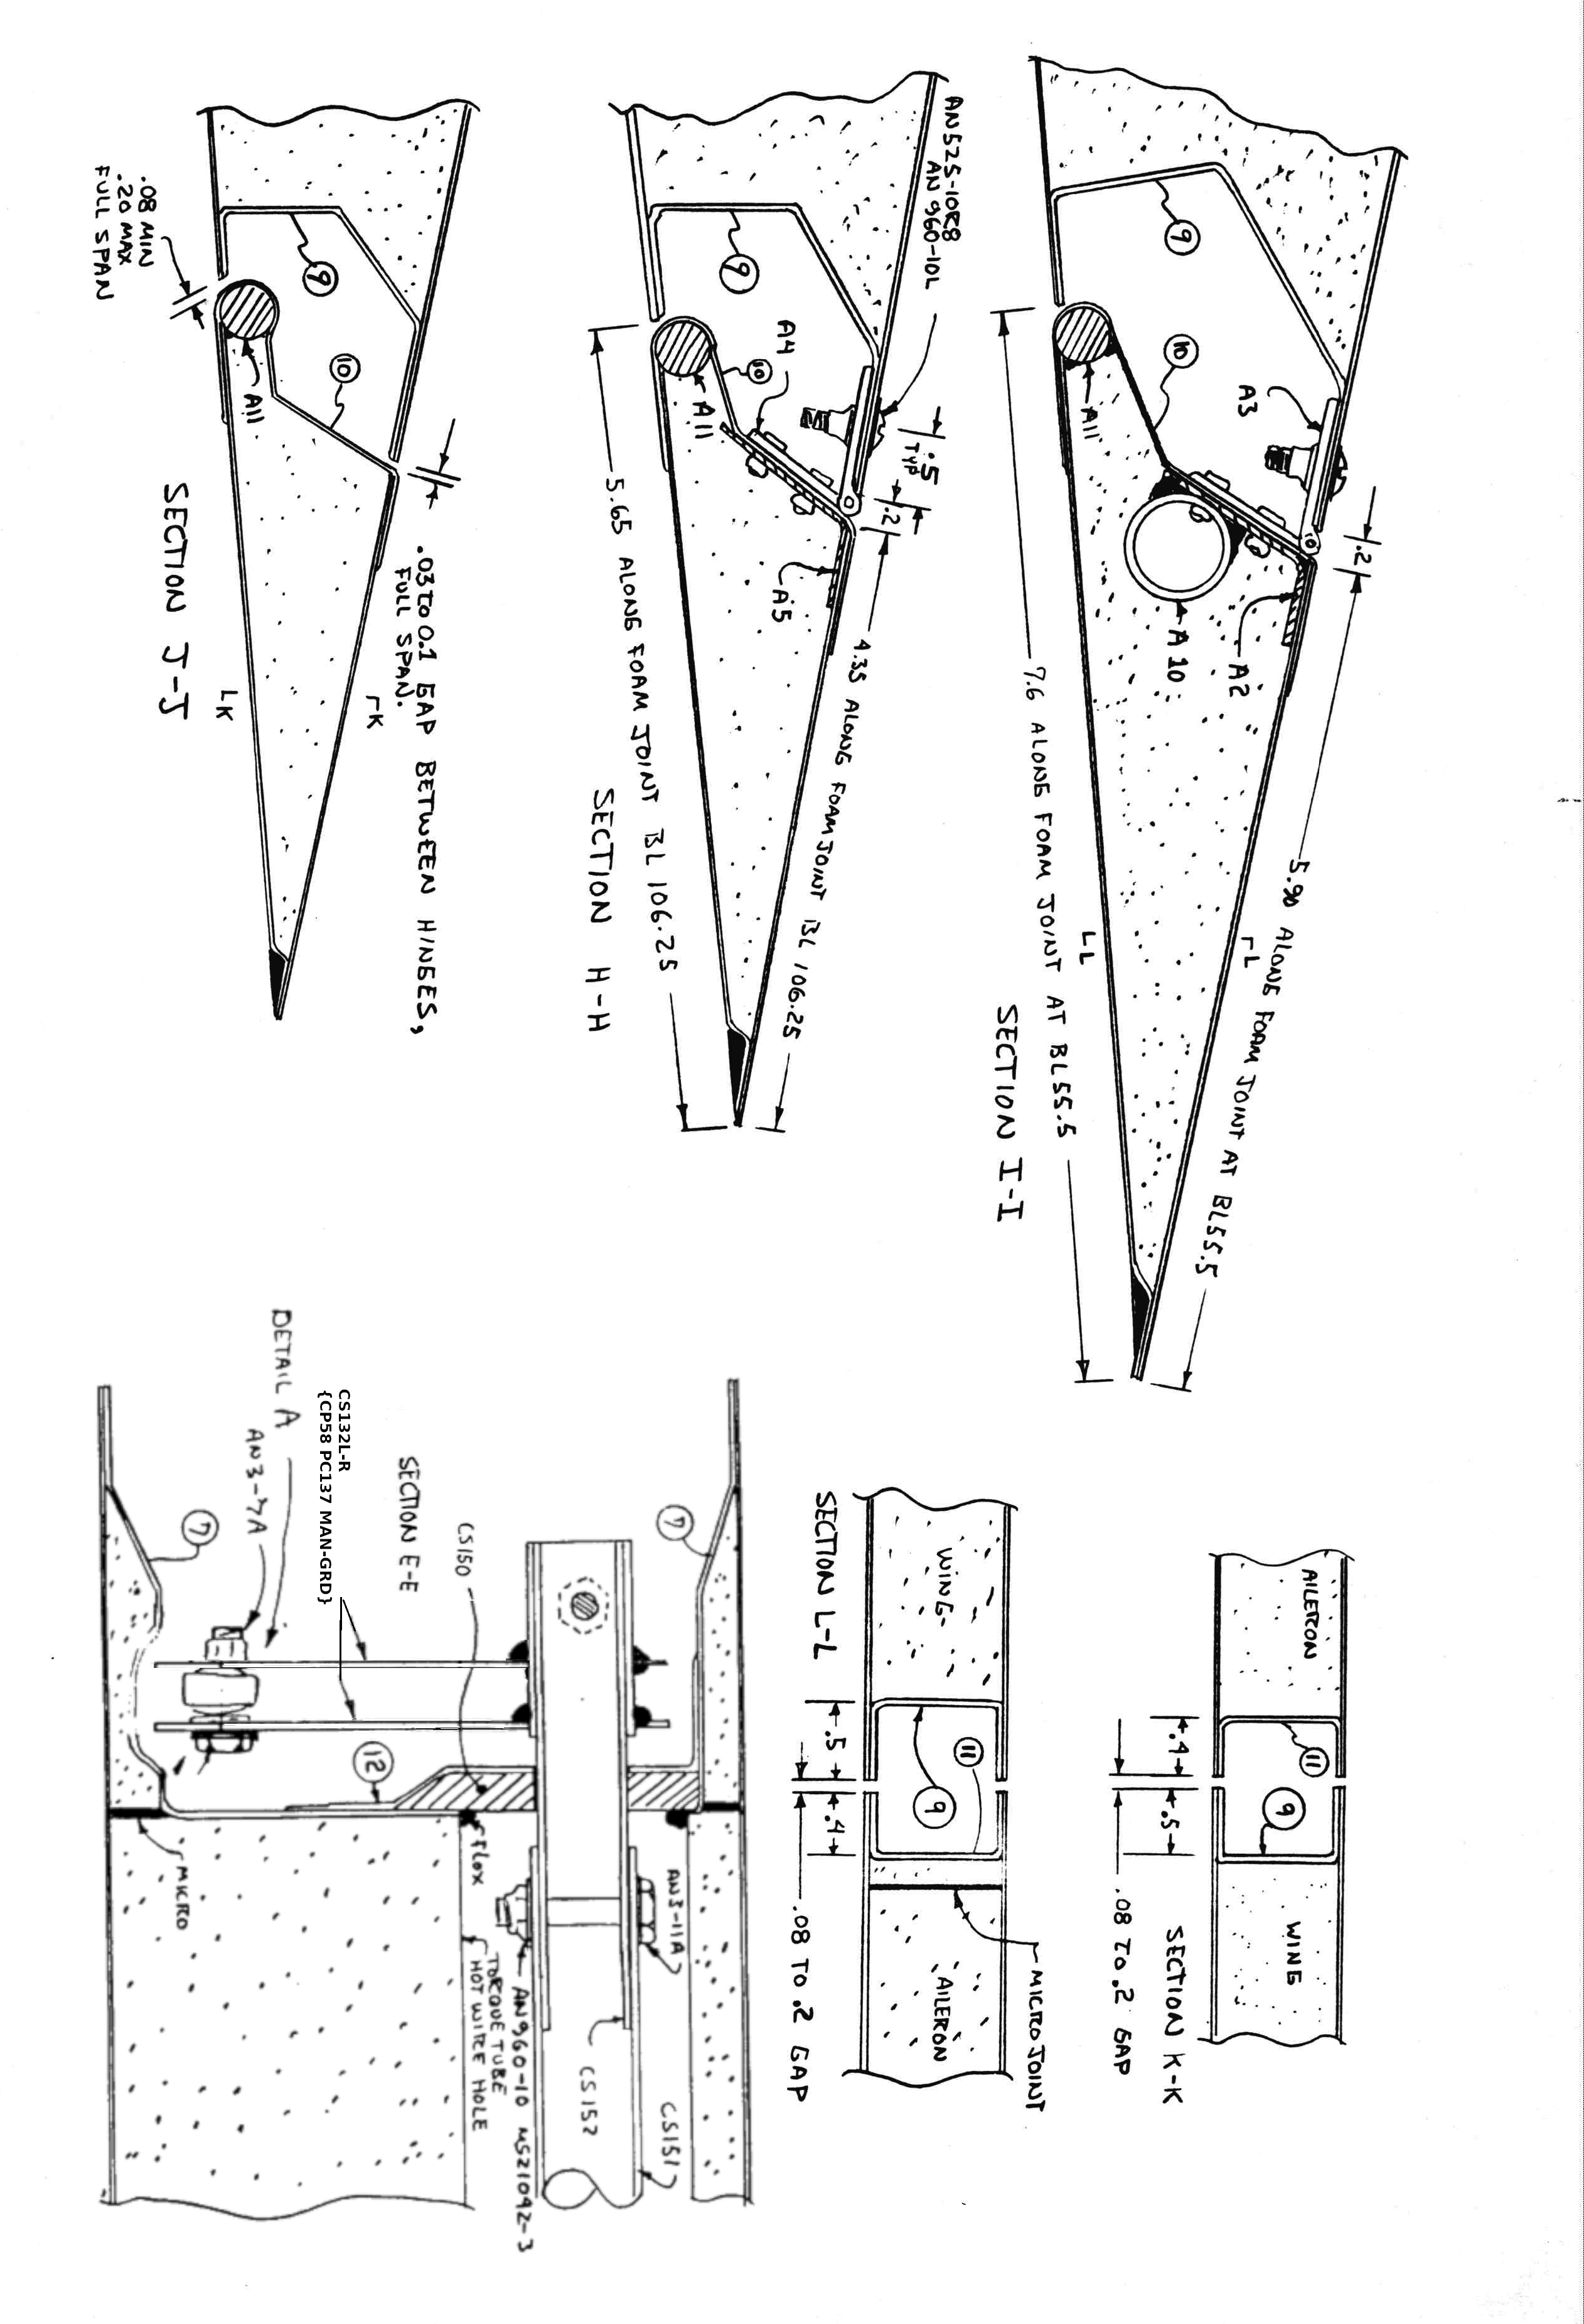 AN525-10R8
AN960-10L
9
10
A11
A3
.2
A10
A2
5.90 ALONG FOAM JOINT AT BL55.5
7.6 ALONG FOAM JOINT AT BL55.5
ΓL
LL
SECTION I-I
9
A4
10
A11
.5
TYP
.2
A5
4.35 ALONG FOAM JOINT BL 106.25
5.65 ALONG FOAM JOINT BL 106.25
SECTION H-H
.08 MIN
.20 MAX
FULL SPAN
9
10
A11
.03 TO 0.1 GAP BETWEEN HINGES,
FULL SPAN.
ΓK
LK
SECTION J-J
AILERON
11
9
WING
.4
.5
.08 TO .2 GAP
SECTION K-K
WING
11
9
AILERON
MICRO JOINT
.5
.4
.08 TO .2 GAP
SECTION L-L
7
CS150
SECTION E-E
CS132L-R
{CP58 PC137 MAN-GRD}
DETAIL A
AN3-7A
7
12
FLOX
MICRO
AN3-11A
CS151
CS152
AN960-10 MS21042-3
TORQUE TUBE
HOT WIRE HOLE